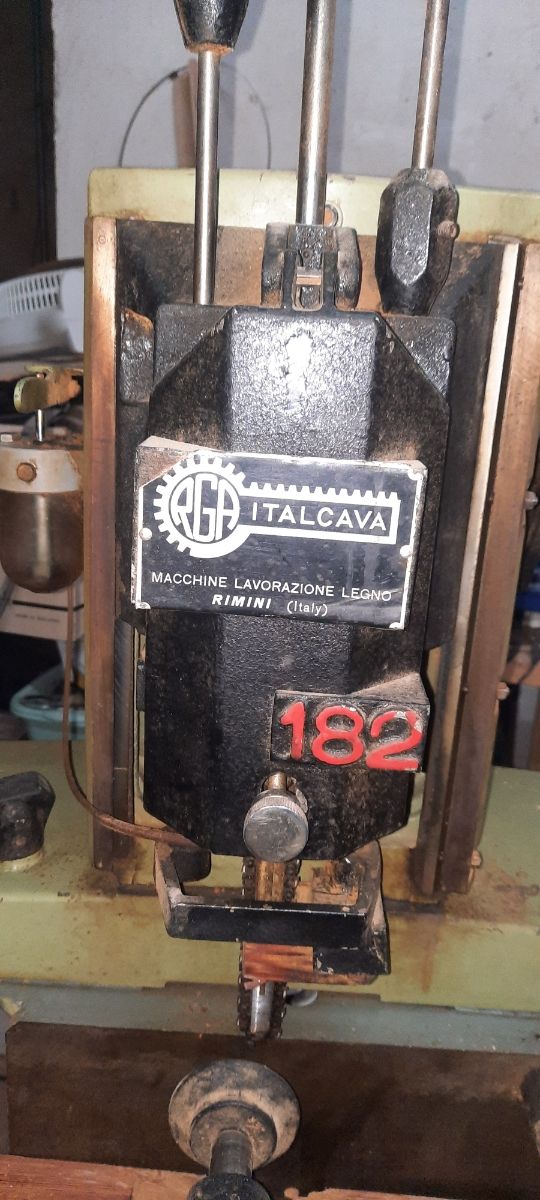 RGA ITALCAVA
MACCHINE LAVORAZIONE LEGNO
RIMINI (Italy)
182